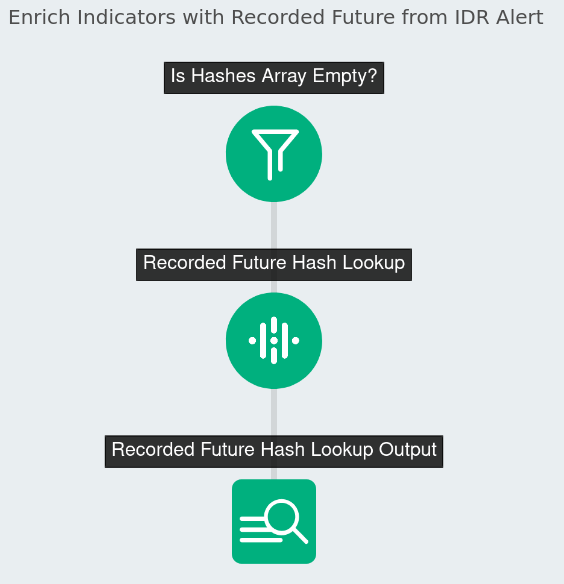 Enrich Indicators with Recorded Future from IDR Alert
Is Hashes Array Empty?
Recorded Future Hash Lookup
Recorded Future Hash Lookup Output